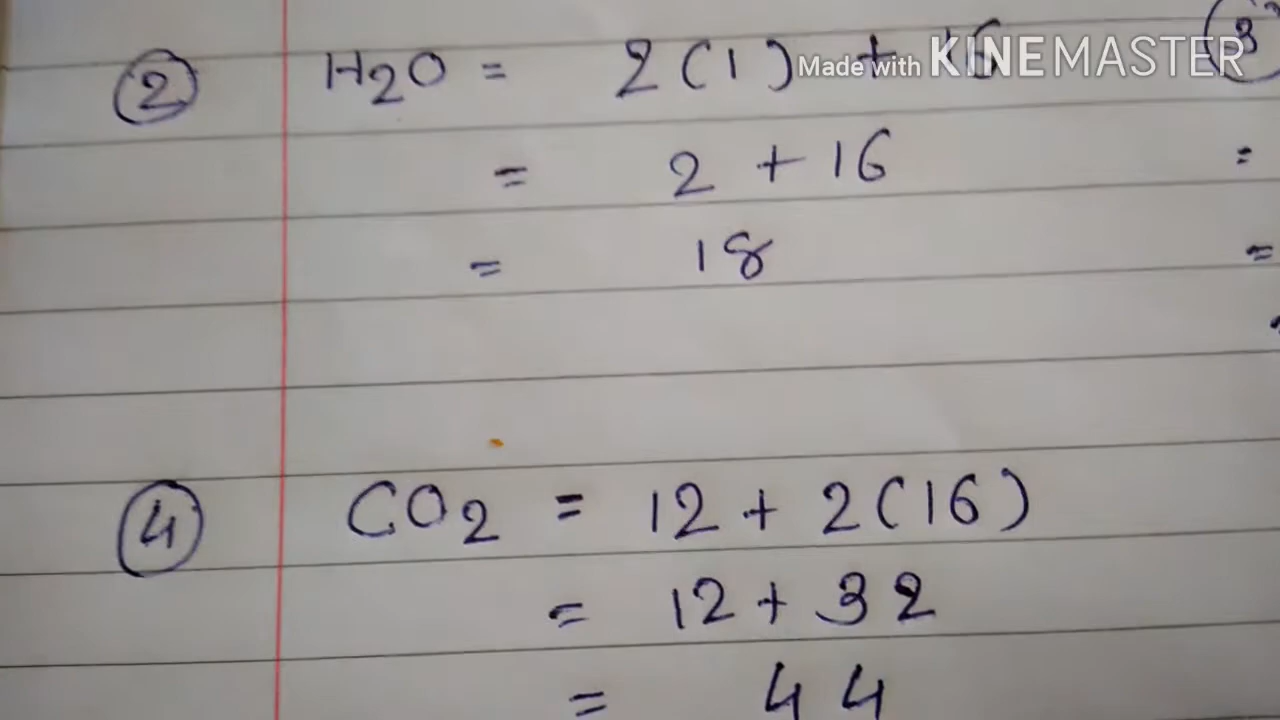 ② H2O = 2(1) + 16 ③
Made with KINEMASTER
= 2 + 16 =
= 18 =
④ CO2 = 12 + 2(16)
= 12 + 32
= 44